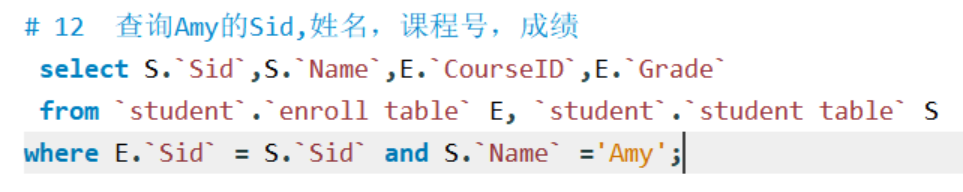 # 12  查询Amy的Sid,姓名，课程号，成绩
select S.`Sid`,S.`Name`,E.`CourseID`,E.`Grade`
from `student`.`enroll table` E, `student`.`student table` S
where E.`Sid` = S.`Sid` and S.`Name` ='Amy';